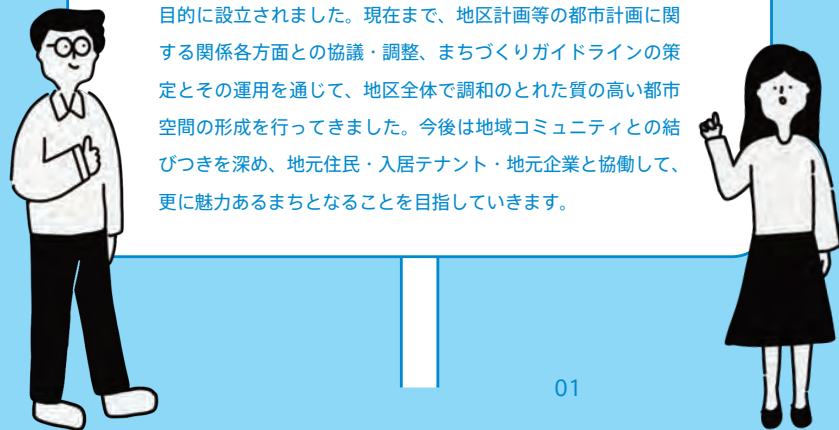 目的に設立されました。現在まで、地区計画等の都市計画に関
する関係各方面との協議・調整、まちづくりガイドラインの策
定とその運用を通じて、地区全体で調和のとれた質の高い都市
空間の形成を行ってきました。今後は地域コミュニティとの結
びつきを深め、地元住民・入居テナント・地元企業と協働して、
更に魅力あるまちとなることを目指していきます。
01